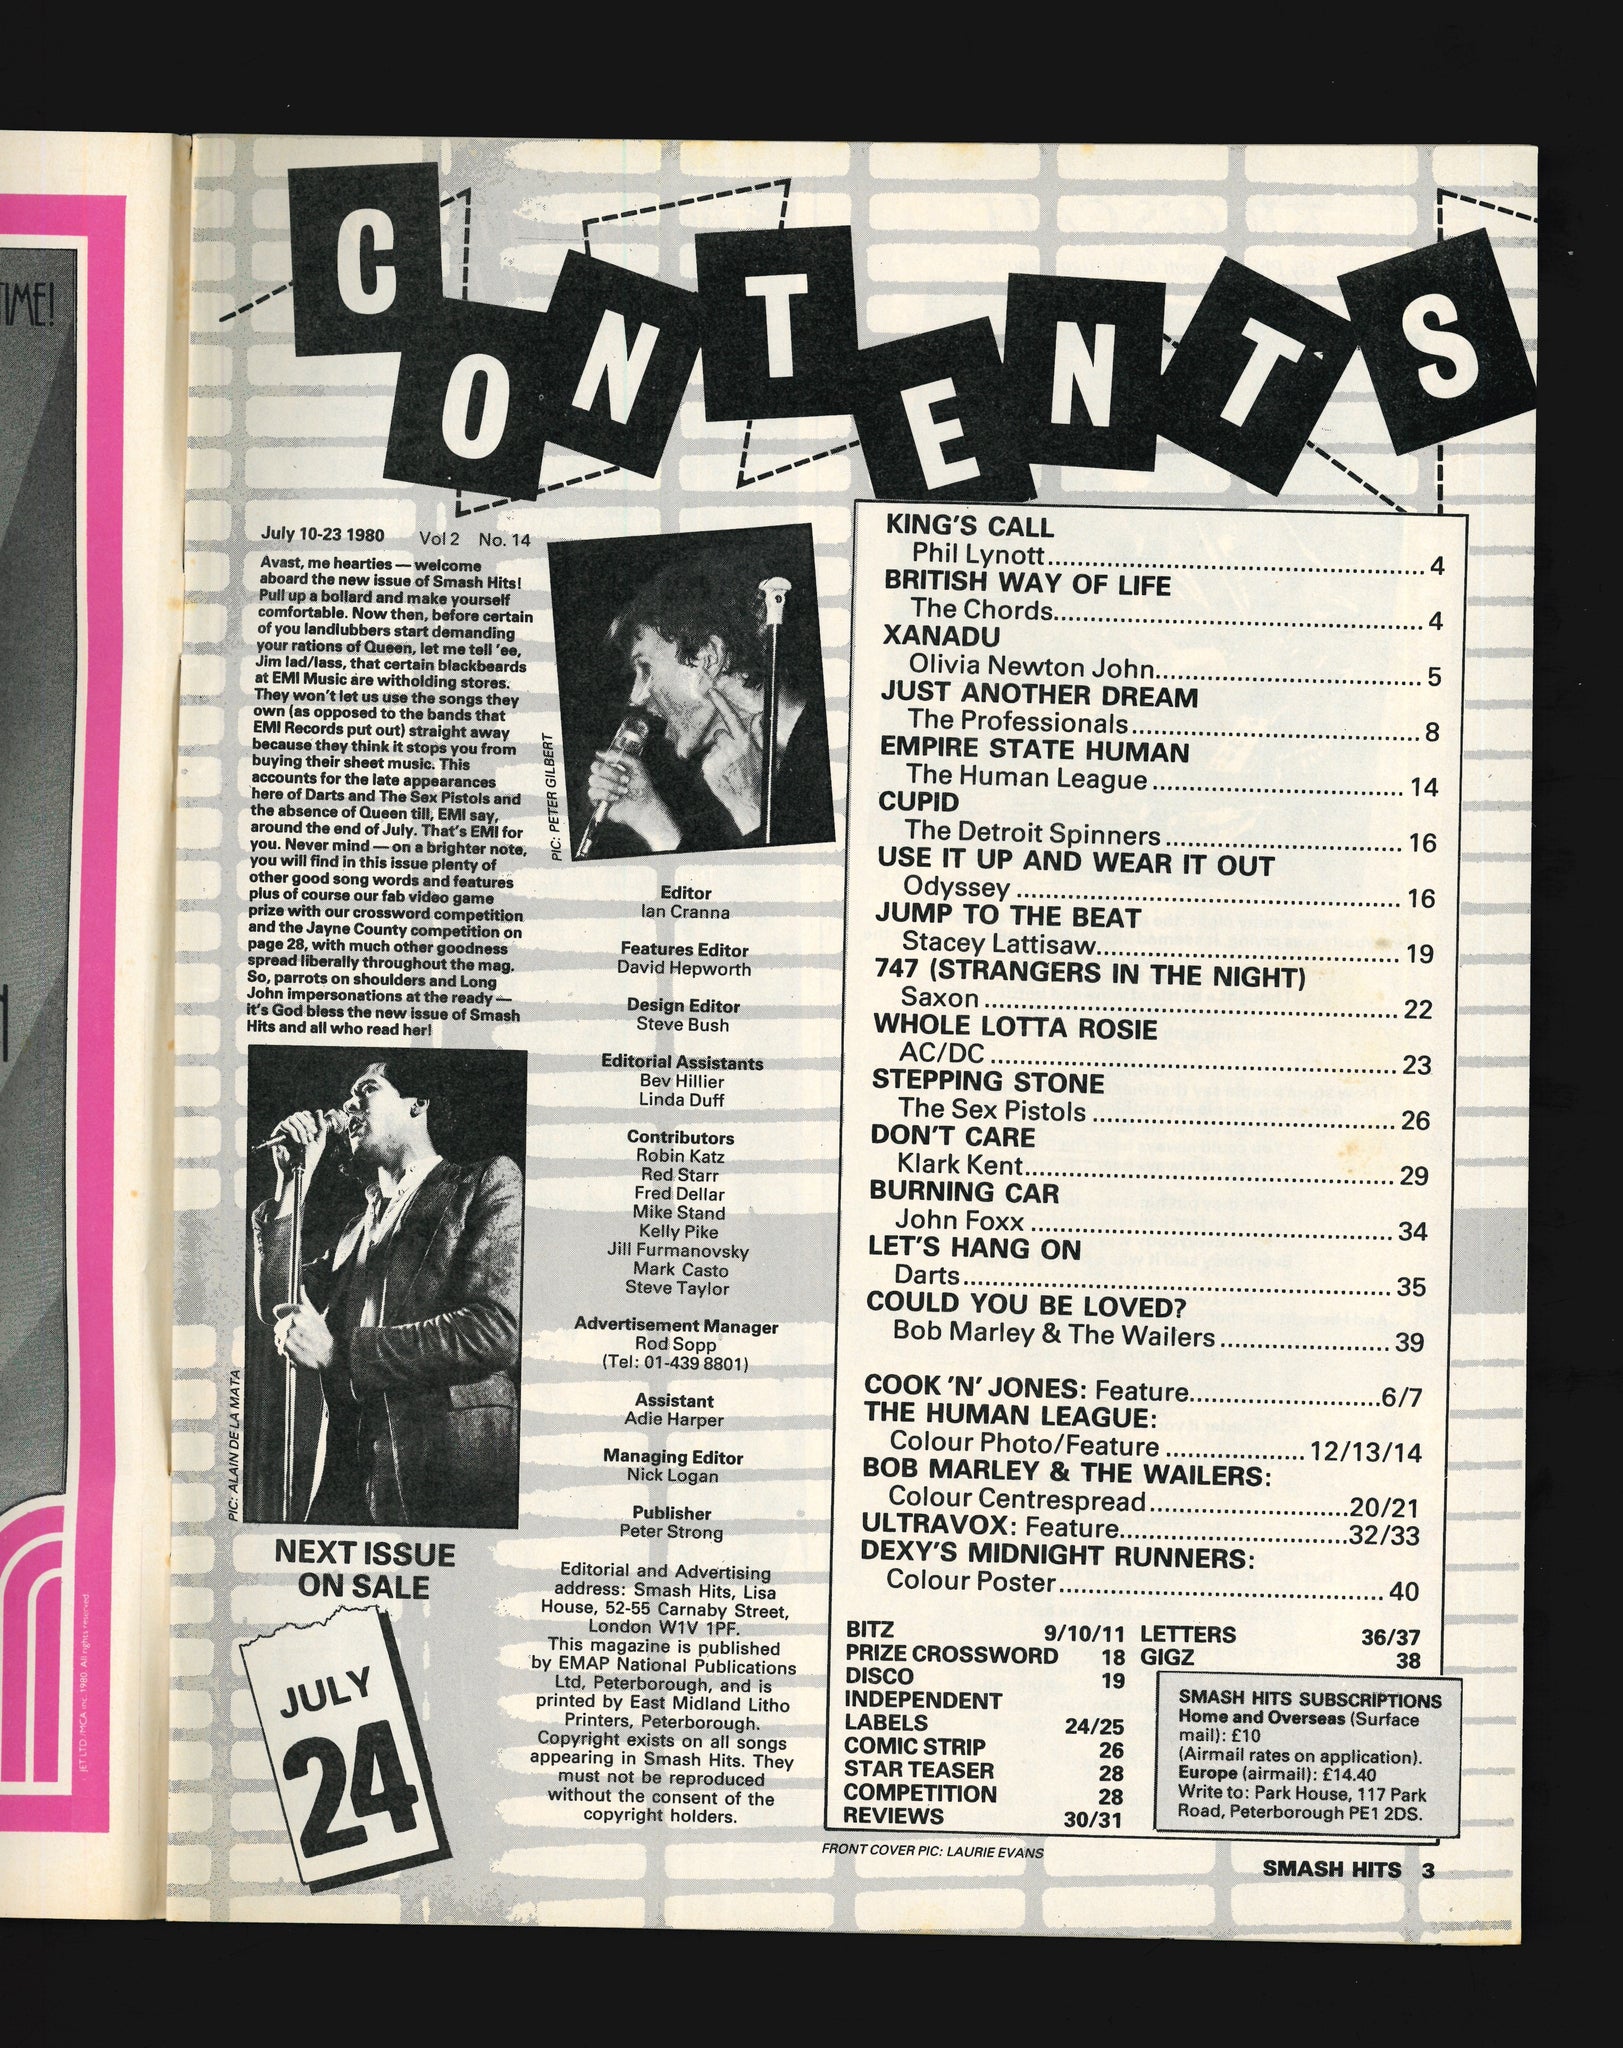 TIME!
CONTENTS
July 10-23 1980 Vol 2 No. 14
Avast, me hearties — welcome
aboard the new issue of Smash Hits!
Pull up a bollard and make yourself
comfortable. Now then, before certain
of you landlubbers start demanding
your rations of Queen, let me tell 'ee,
Jim lad/lass, that certain blackbeards
at EMI Music are witholding stores.
They won't let us use the songs they
own (as opposed to the bands that
EMI Records put out) straight away
because they think it stops you from
buying their sheet music. This
accounts for the late appearances
here of Darts and The Sex Pistols and
the absence of Queen till, EMI say,
around the end of July. That's EMI for
you. Never mind — on a brighter note,
you will find in this issue plenty of
other good song words and features
plus of course our fab video game
prize with our crossword competition
and the Jayne County competition on
page 28, with much other goodness
spread liberally throughout the mag.
So, parrots on shoulders and Long
John impersonations at the ready —
it's God bless the new issue of Smash
Hits and all who read her!
PIC: ALAIN DE LA MATA
NEXT ISSUE
ON SALE
JULY
24
PIC: PETER GILBERT
Editor
Ian Cranna
Features Editor
David Hepworth
Design Editor
Steve Bush
Editorial Assistants
Bev Hillier
Linda Duff
Contributors
Robin Katz
Red Starr
Fred Dellar
Mike Stand
Kelly Pike
Jill Furmanovsky
Mark Casto
Steve Taylor
Advertisement Manager
Rod Sopp
(Tel: 01-439 8801)
Assistant
Adie Harper
Managing Editor
Nick Logan
Publisher
Peter Strong
Editorial and Advertising
address: Smash Hits, Lisa
House, 52-55 Carnaby Street,
London W1V 1PF.
This magazine is published
by EMAP National Publications
Ltd, Peterborough, and is
printed by East Midland Litho
Printers, Peterborough.
Copyright exists on all songs
appearing in Smash Hits. They
must not be reproduced
without the consent of the
copyright holders.
KING'S CALL
Phil Lynott 4
BRITISH WAY OF LIFE
The Chords 4
XANADU
Olivia Newton John 5
JUST ANOTHER DREAM
The Professionals 8
EMPIRE STATE HUMAN
The Human League 14
CUPID
The Detroit Spinners 16
USE IT UP AND WEAR IT OUT
Odyssey 16
JUMP TO THE BEAT
Stacey Lattisaw 19
747 (STRANGERS IN THE NIGHT)
Saxon 22
WHOLE LOTTA ROSIE
AC/DC 23
STEPPING STONE
The Sex Pistols 26
DON'T CARE
Klark Kent 29
BURNING CAR
John Foxx 34
LET'S HANG ON
Darts 35
COULD YOU BE LOVED?
Bob Marley & The Wailers 39
COOK 'N' JONES: Feature 6/7
THE HUMAN LEAGUE:
Colour Photo/Feature 12/13/14
BOB MARLEY & THE WAILERS:
Colour Centrespread 20/21
ULTRAVOX: Feature 32/33
DEXY'S MIDNIGHT RUNNERS:
Colour Poster 40
BITZ 9/10/11
PRIZE CROSSWORD 18
DISCO 19
INDEPENDENT
LABELS 24/25
COMIC STRIP 26
STAR TEASER 28
COMPETITION 28
REVIEWS 30/31
LETTERS 36/37
GIGZ 38
SMASH HITS SUBSCRIPTIONS
Home and Overseas (Surface
mail): £10
(Airmail rates on application).
Europe (airmail): £14.40
Write to: Park House, 117 Park
Road, Peterborough PE1 2DS.
FRONT COVER PIC: LAURIE EVANS
SMASH HITS 3
JET LTD./MCA inc. 1980. All rights reserved.